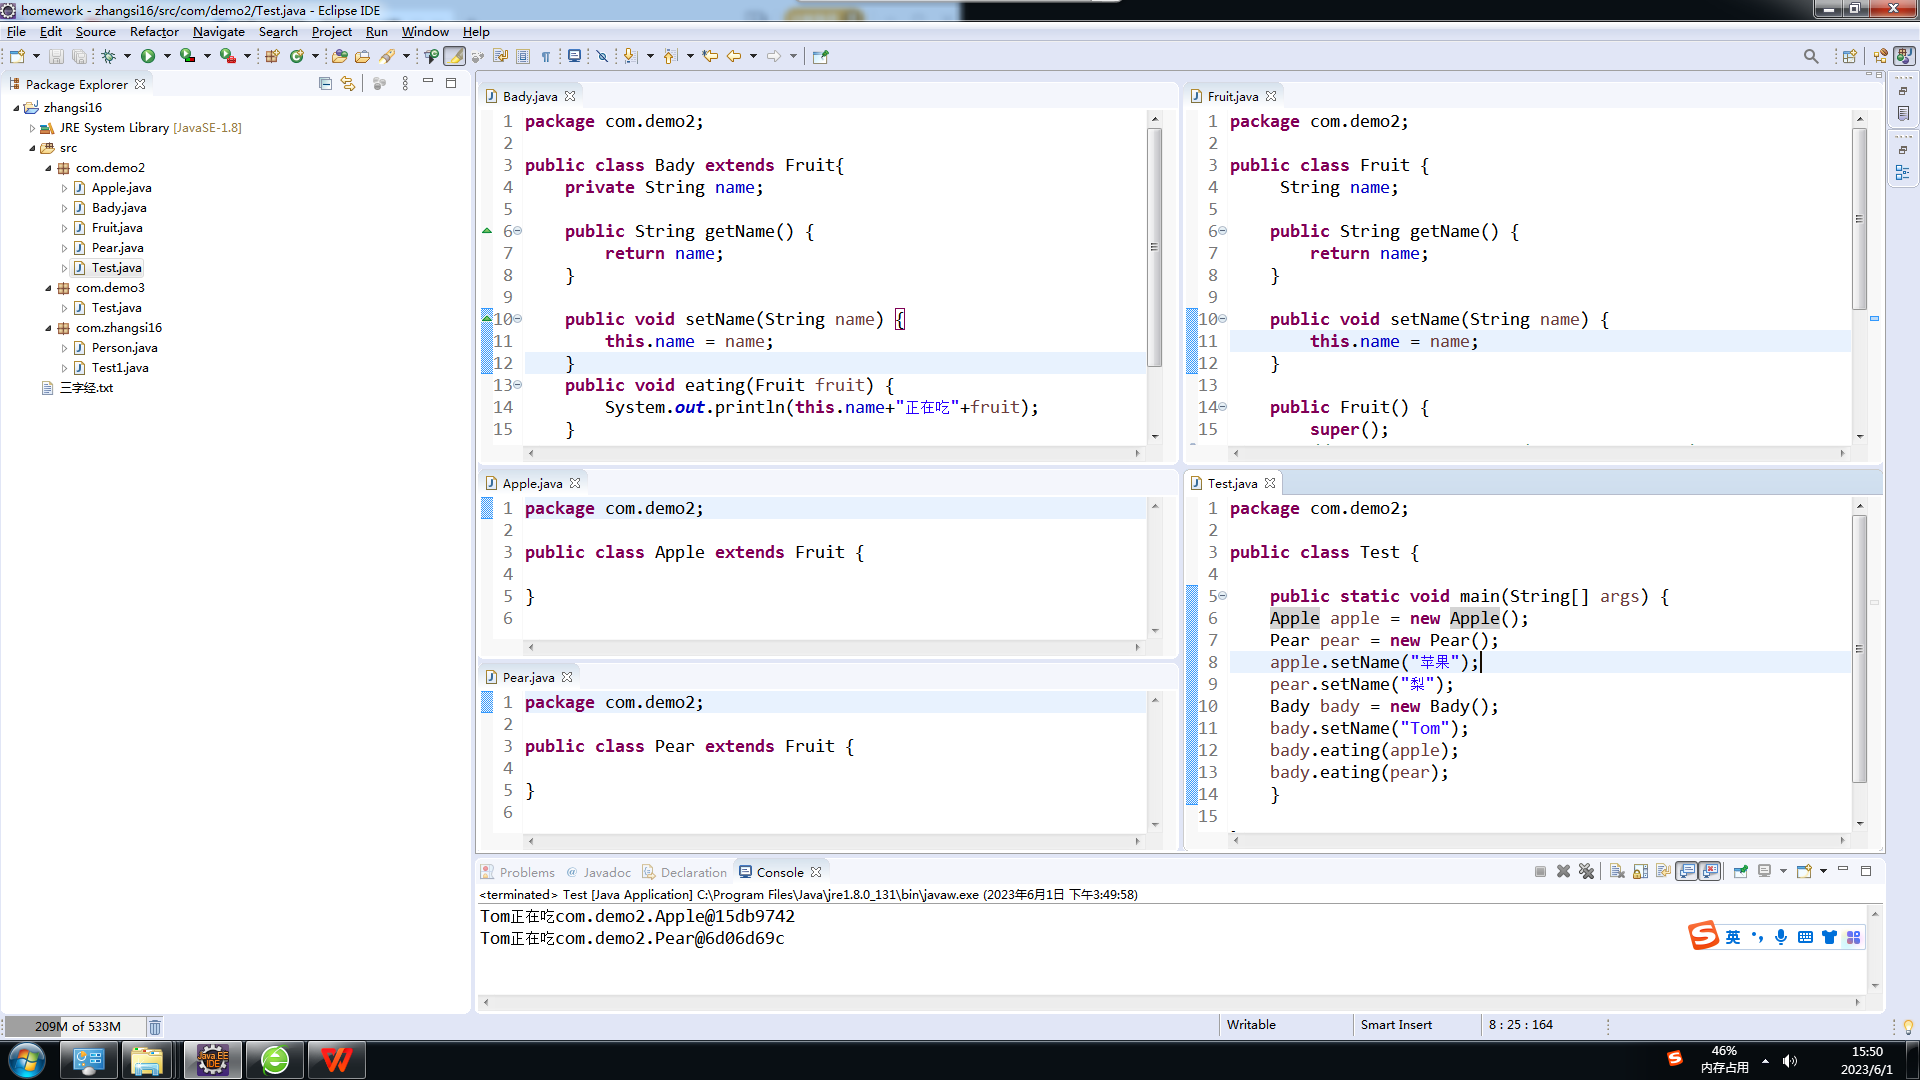 homework - zhangsi16/src/com/demo2/Test.java - Eclipse IDE
File Edit Source Refactor Navigate Search Project Run Window Help
Package Explorer
zhangsi16
JRE System Library [JavaSE-1.8]
src
com.demo2
Apple.java
Bady.java
Fruit.java
Pear.java
Test.java
com.demo3
Test.java
com.zhangsi16
Person.java
Test1.java
三字经.txt
Bady.java
1 package com.demo2;
2
3 public class Bady extends Fruit{
4 private String name;
5
6 public String getName() {
7 return name;
8 }
9
10 public void setName(String name) {
11 this.name = name;
12 }
13 public void eating(Fruit fruit) {
14 System.out.println(this.name+"正在吃"+fruit);
15 }
Fruit.java
1 package com.demo2;
2
3 public class Fruit {
4 String name;
5
6 public String getName() {
7 return name;
8 }
9
10 public void setName(String name) {
11 this.name = name;
12 }
13
14 public Fruit() {
15 super();
Apple.java
1 package com.demo2;
2
3 public class Apple extends Fruit {
4
5 }
6
Pear.java
1 package com.demo2;
2
3 public class Pear extends Fruit {
4
5 }
6
Test.java
1 package com.demo2;
2
3 public class Test {
4
5 public static void main(String[] args) {
6 Apple apple = new Apple();
7 Pear pear = new Pear();
8 apple.setName("苹果");
9 pear.setName("梨");
10 Bady bady = new Bady();
11 bady.setName("Tom");
12 bady.eating(apple);
13 bady.eating(pear);
14 }
15
Problems @ Javadoc Declaration Console
<terminated> Test [Java Application] C:\Program Files\Java\jre1.8.0_131\bin\javaw.exe (2023年6月1日 下午3:49:58)
Tom正在吃com.demo2.Apple@15db9742
Tom正在吃com.demo2.Pear@6d06d69c
英
209M of 533M
Writable
Smart Insert
8 : 25 : 164
Java EE
IDE
46%
内存占用
15:50
2023/6/1